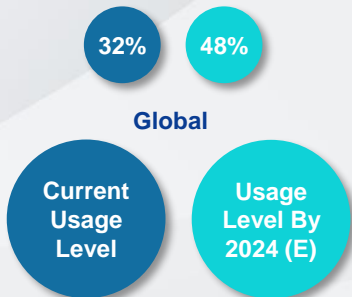 32%
48%
Global
Current
Usage
Level
Usage
Level By
2024 (E)